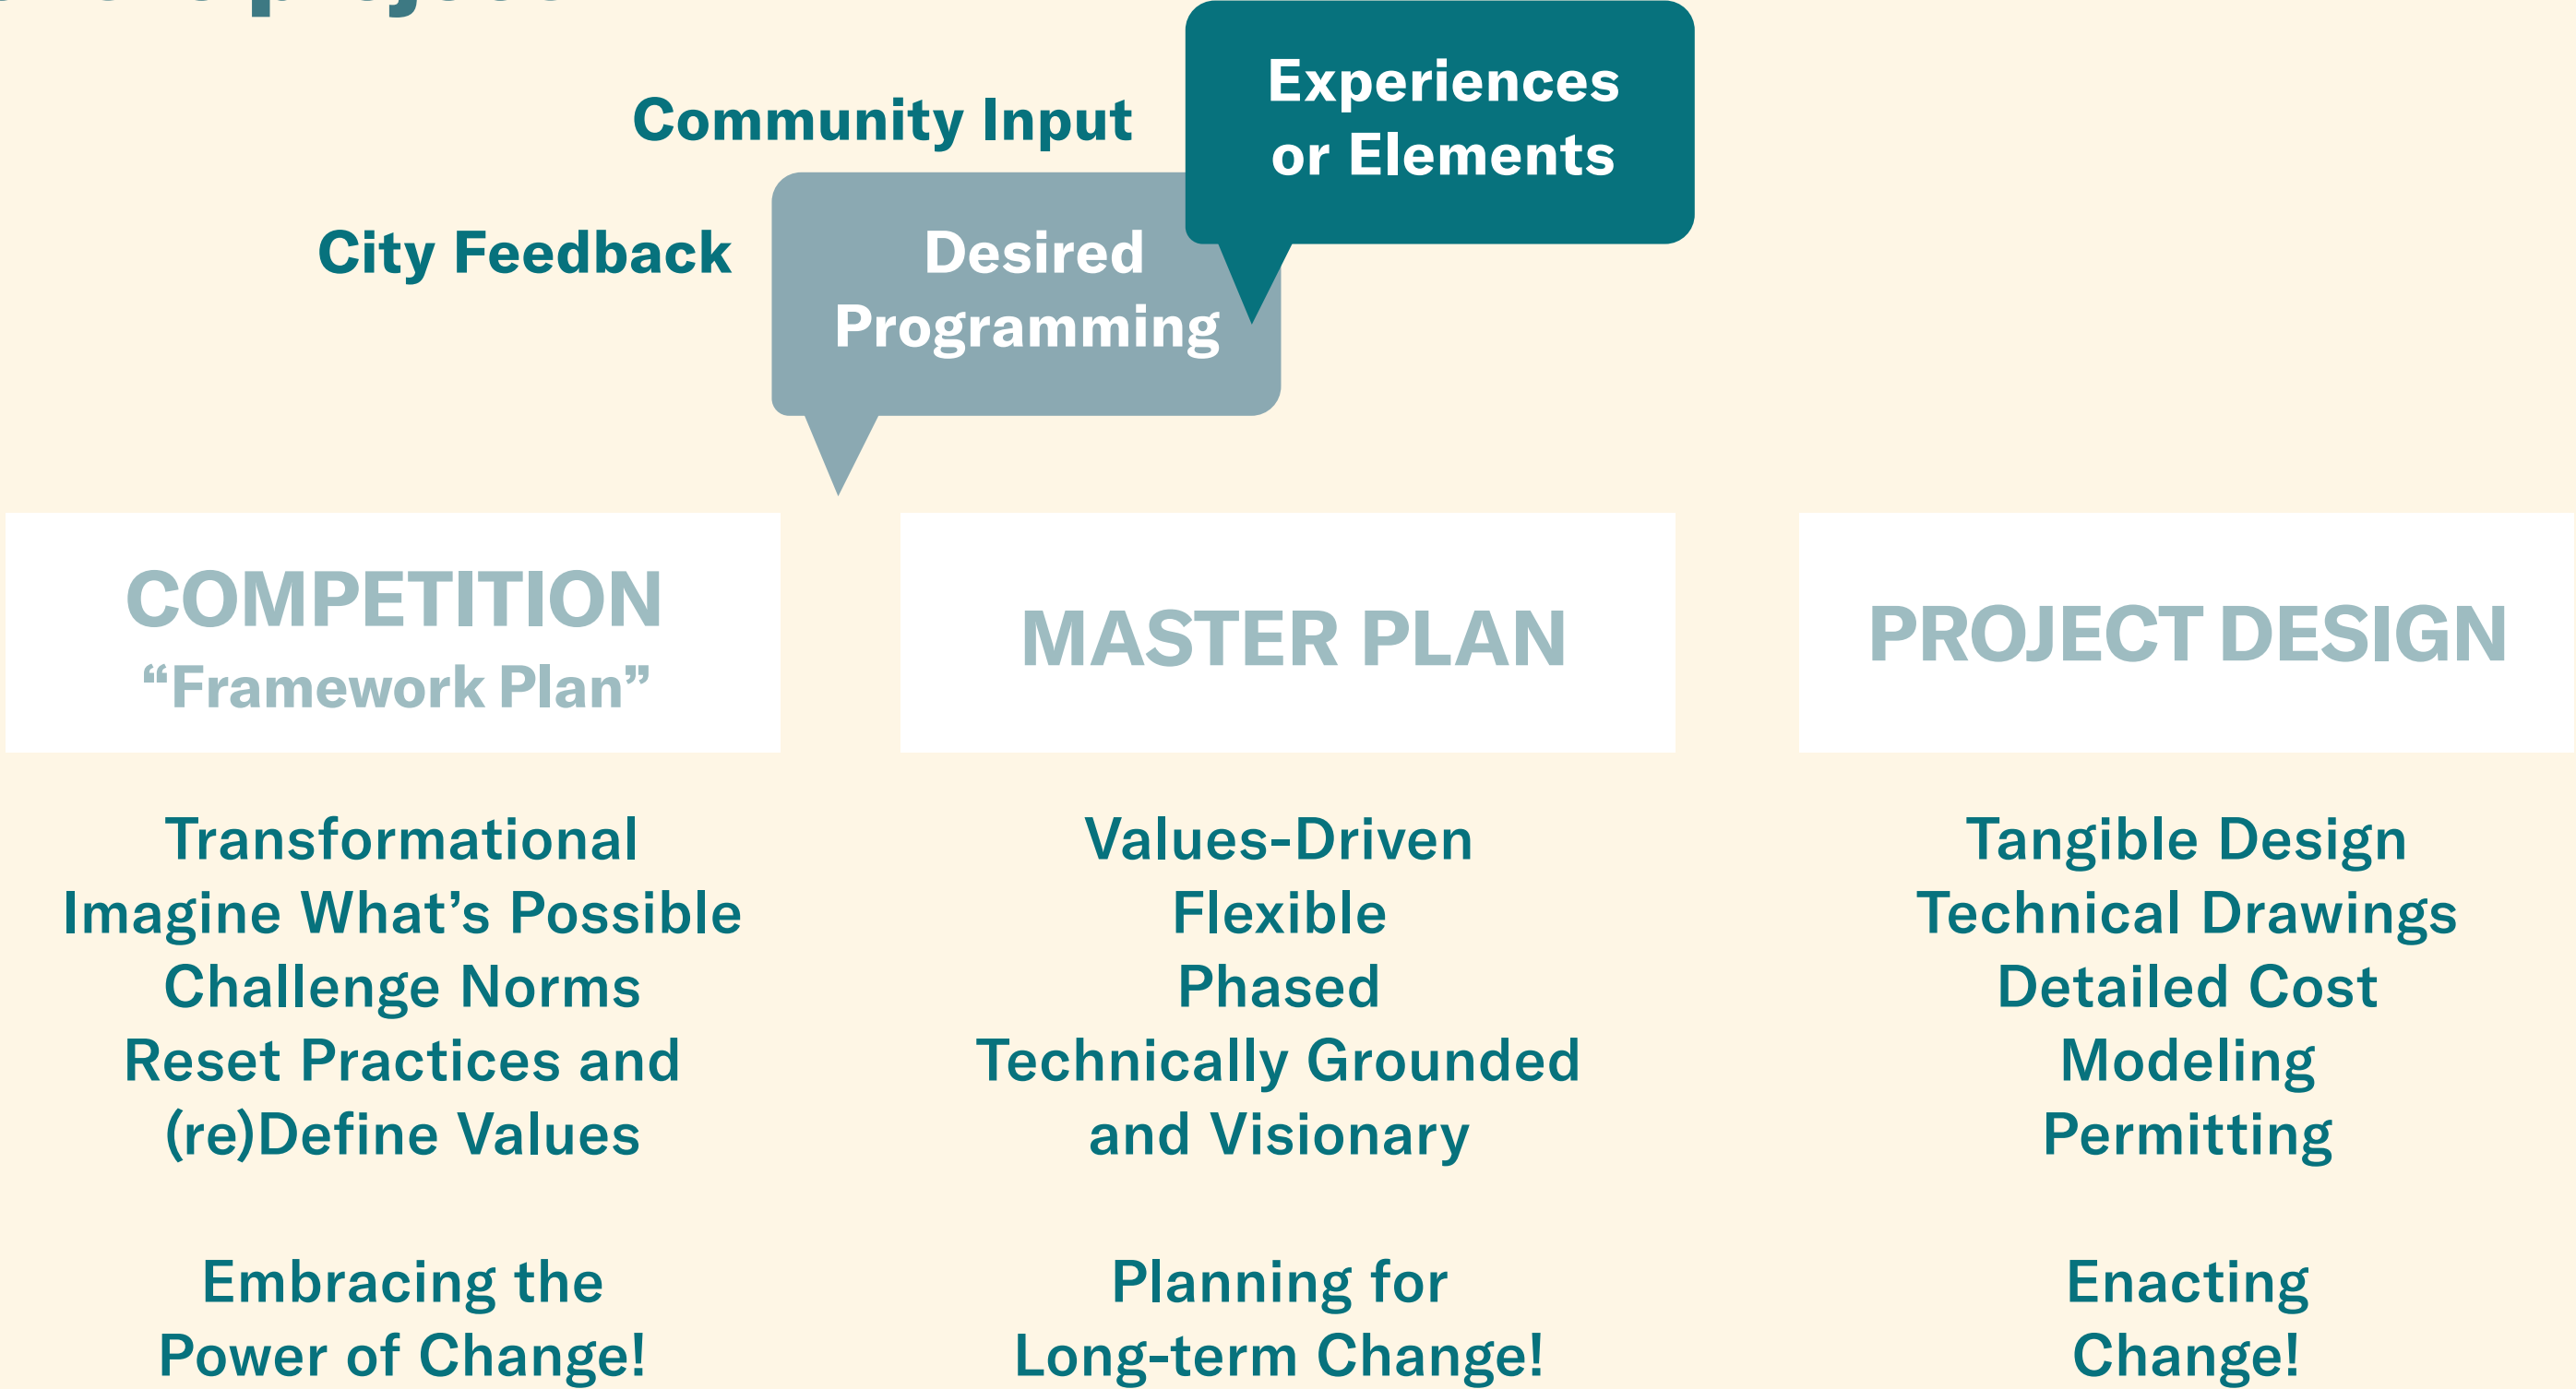 project
Experiences
or Elements
Community Input
City Feedback
Desired
Programming
COMPETITION
“Framework Plan”
Transformational
Imagine What’s Possible
Challenge Norms
Reset Practices and
(re)Define Values
Embracing the
Power of Change!
MASTER PLAN
Values-Driven
Flexible
Phased
Technically Grounded
and Visionary
Planning for
Long-term Change!
PROJECT DESIGN
Tangible Design
Technical Drawings
Detailed Cost
Modeling
Permitting
Enacting
Change!